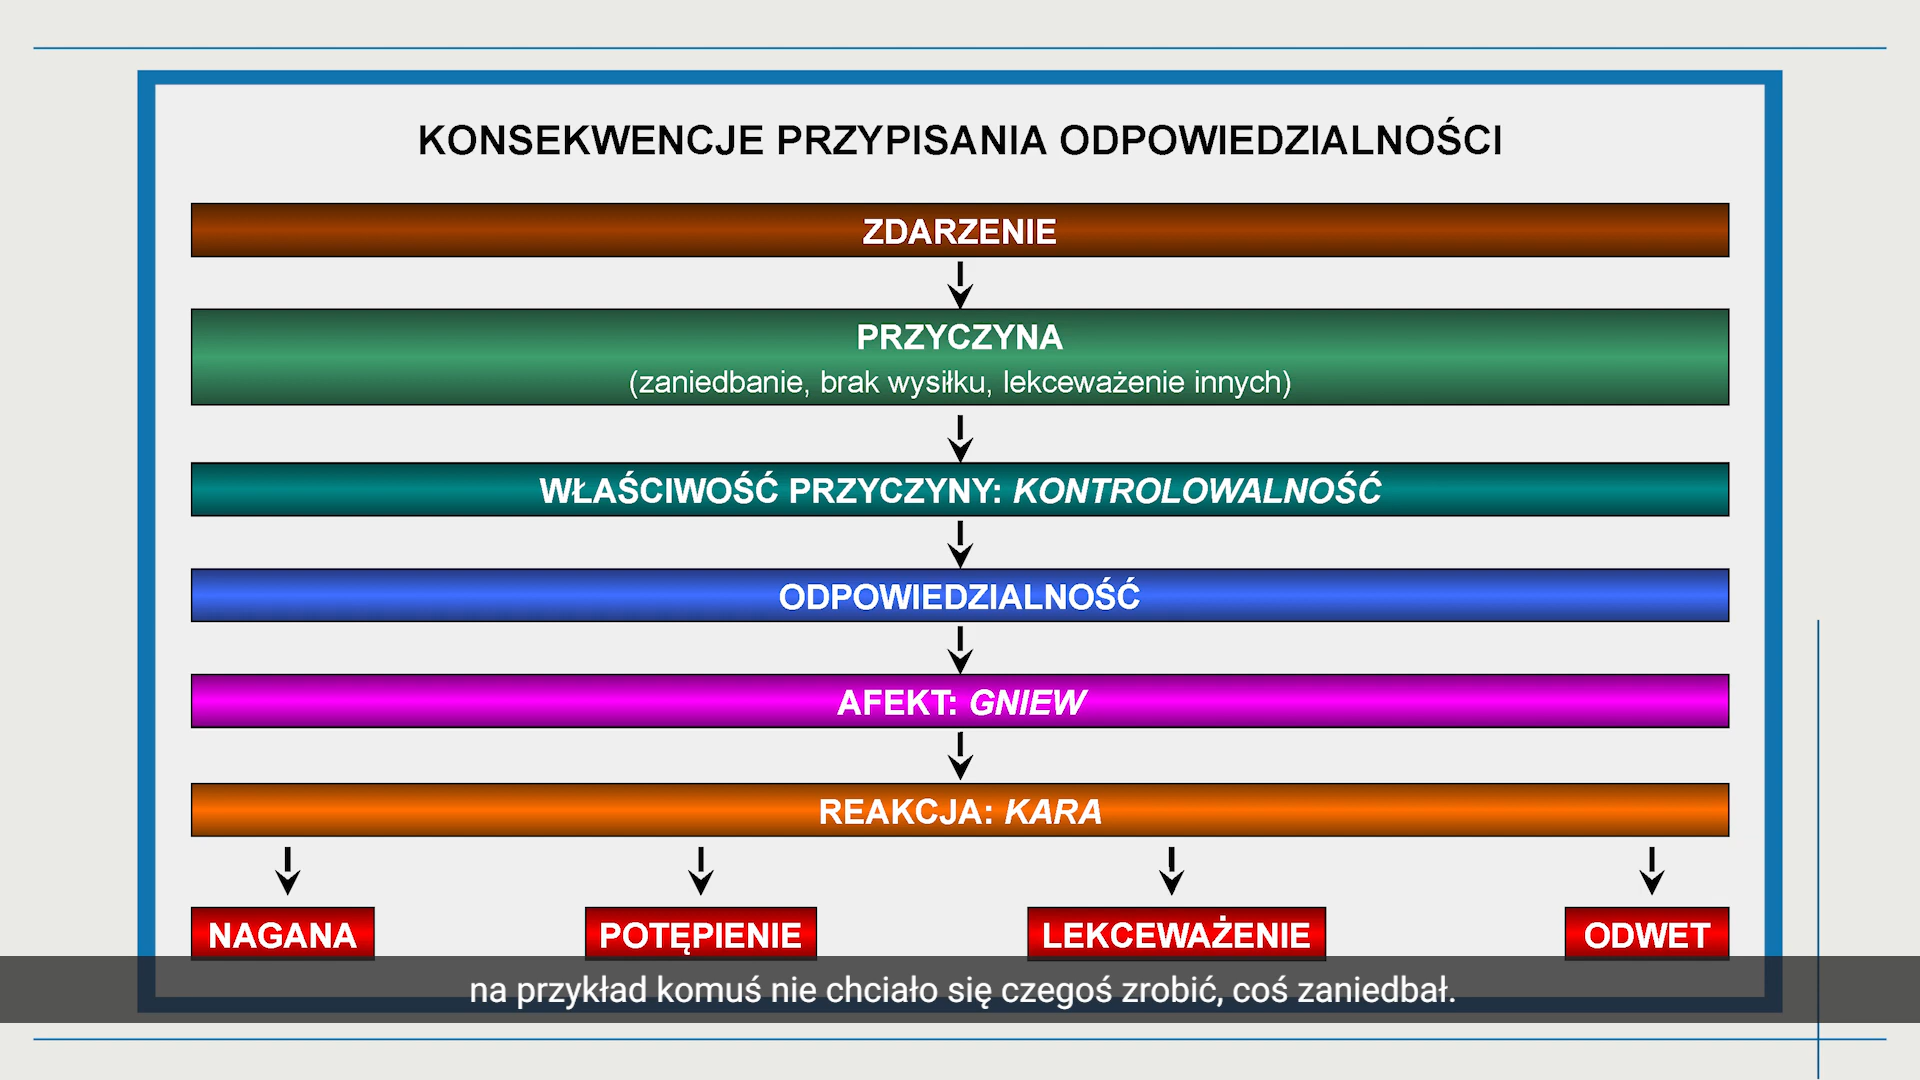 KONSEKWENCJE PRZYPISANIA ODPOWIEDZIALNOŚCI
ZDARZENIE
PRZYCZYNA
(zaniedbanie, brak wysiłku, lekceważenie innych)
WŁAŚCIWOŚĆ PRZYCZYNY: KONTROLOWALNOŚĆ
ODPOWIEDZIALNOŚĆ
AFEKT: GNIEW
REAKCJA: KARA
NAGANA POTĘPIENIE LEKCEWAŻENIE ODWET
na przykład komuś nie chciało się czegoś zrobić, coś zaniedbał.